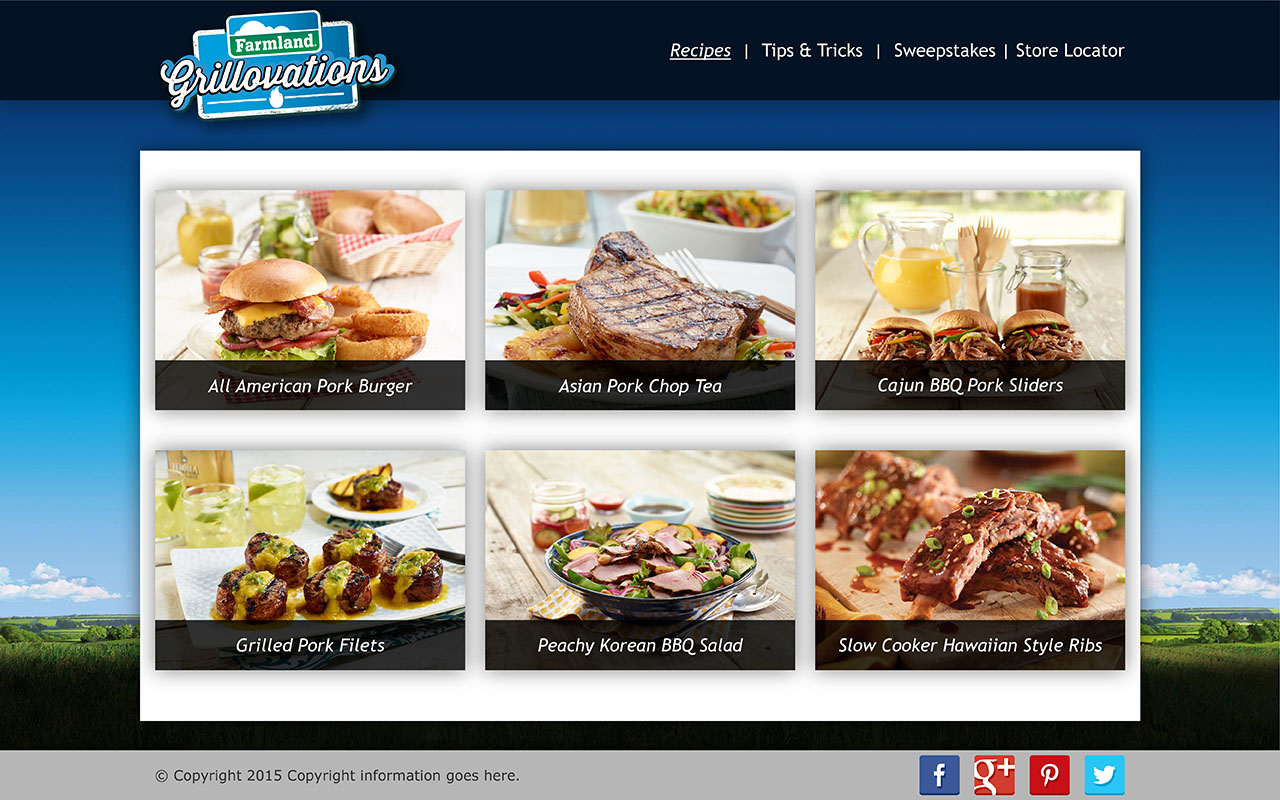 Farmland.
Grillovations
Recipes | Tips & Tricks | Sweepstakes | Store Locator
All American Pork Burger
Asian Pork Chop Tea
Cajun BBQ Pork Sliders
Grilled Pork Filets
Peachy Korean BBQ Salad
Slow Cooker Hawaiian Style Ribs
© Copyright 2015 Copyright information goes here.